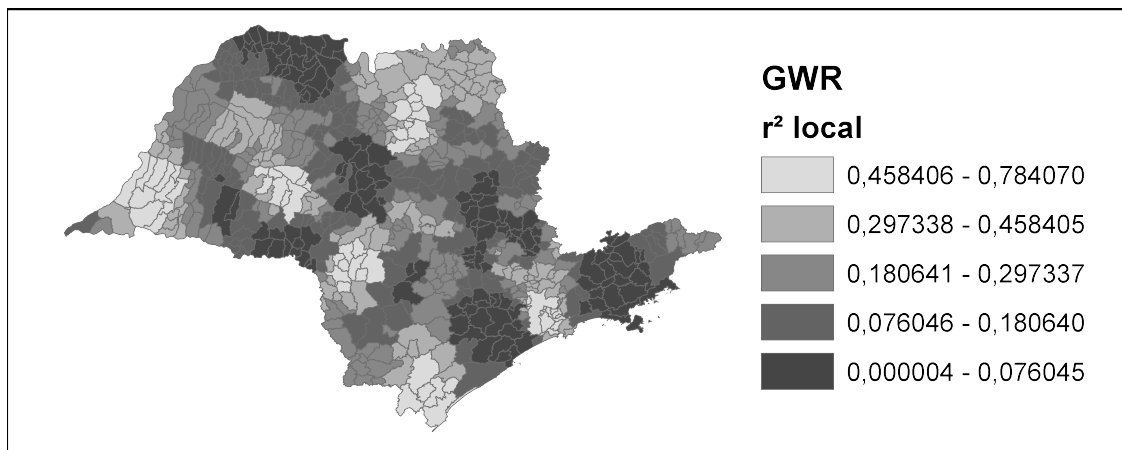 GWR
r² local
0,458406 - 0,784070
0,297338 - 0,458405
0,180641 - 0,297337
0,076046 - 0,180640
0,000004 - 0,076045